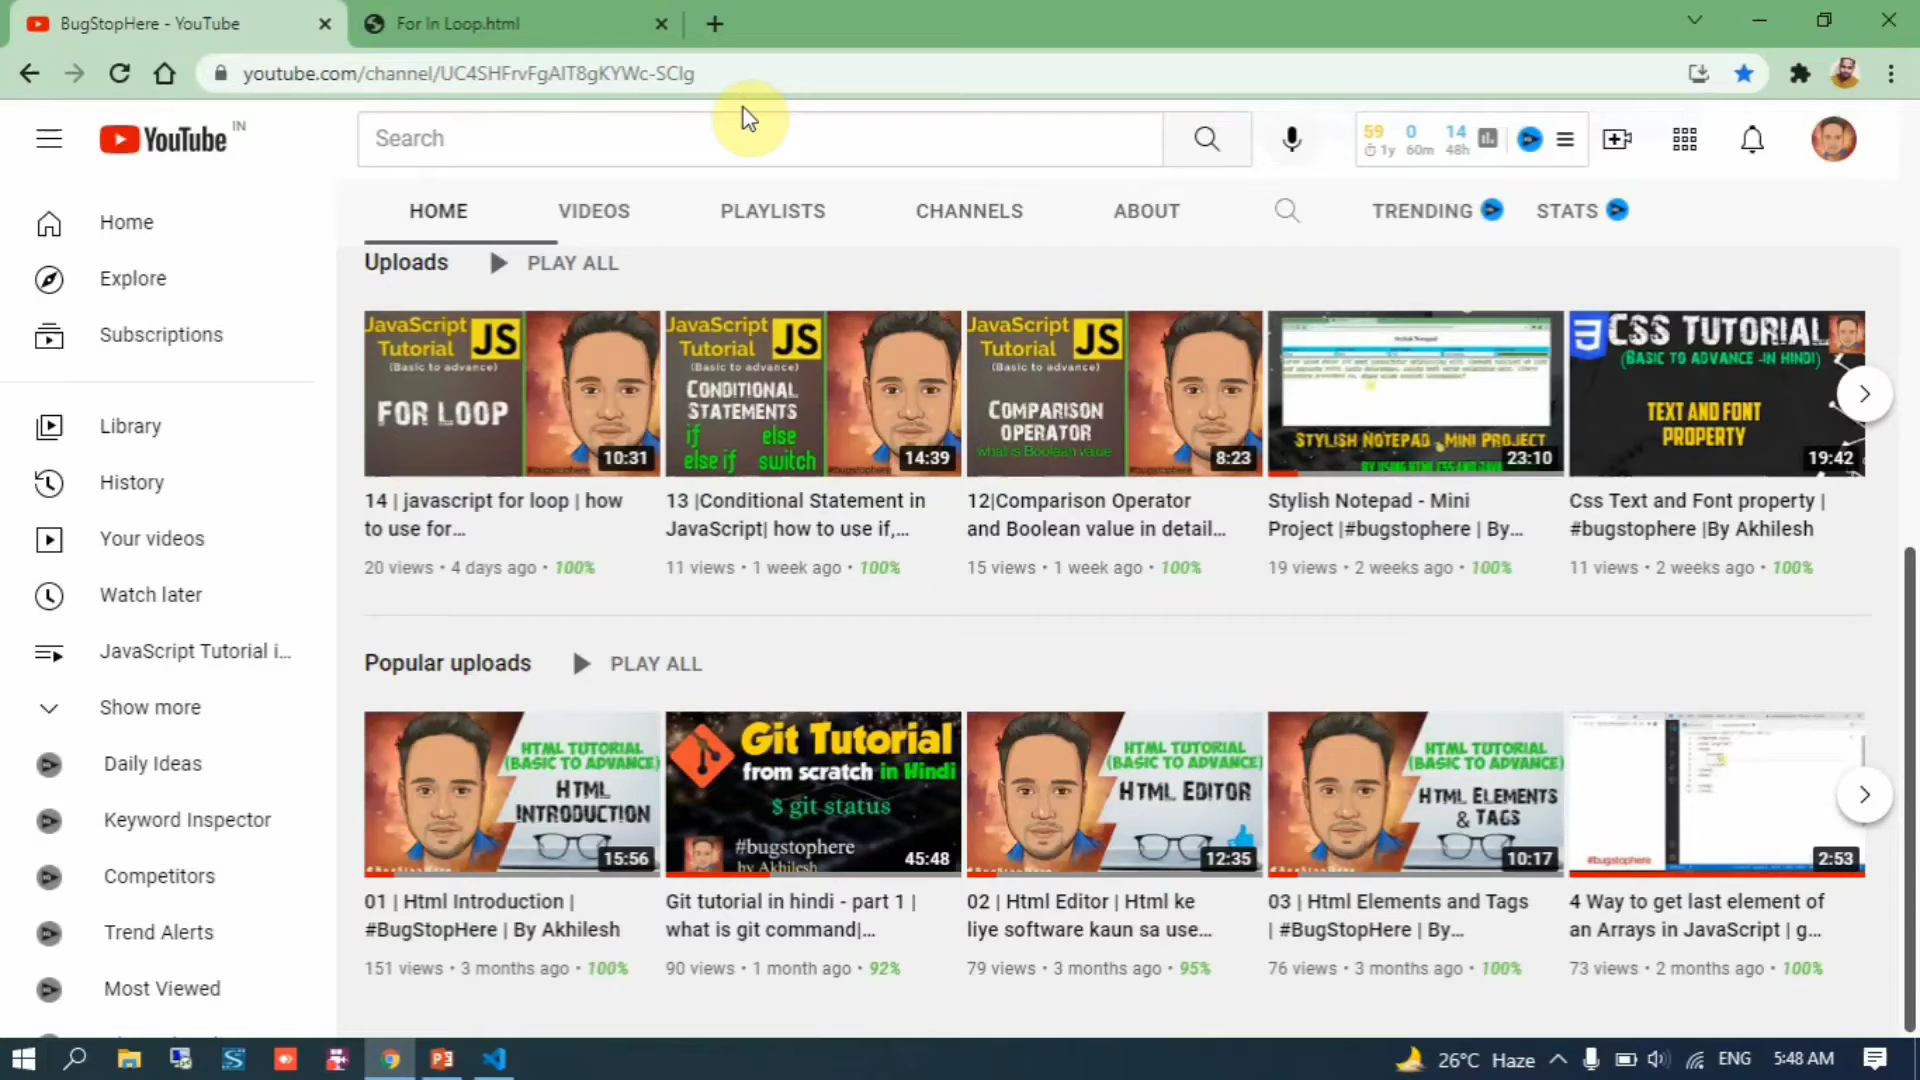 BugStopHere - YouTube
For In Loop.html
youtube.com/channel/UC4SHFrvFgAIT8gKYWc-SCIg
YouTube IN
Search
59 0 14
1y 60m 48h
HOME VIDEOS PLAYLISTS CHANNELS ABOUT TRENDING STATS
Home
Explore
Subscriptions
Library
History
Your videos
Watch later
JavaScript Tutorial i...
Show more
Daily Ideas
Keyword Inspector
Competitors
Trend Alerts
Most Viewed
Uploads PLAY ALL
JavaScript
Tutorial JS
(Basic to advance)
FOR LOOP
#bugstophere
10:31
14 | javascript for loop | how
to use for...
20 views • 4 days ago • 100%
JavaScript
Tutorial JS
(Basic to advance)
CONDITIONAL
STATEMENTS
if else
else if switch
#bugstophere
14:39
13 |Conditional Statement in
JavaScript| how to use if,...
11 views • 1 week ago • 100%
JavaScript
Tutorial JS
(Basic to advance)
COMPARISON
OPERATOR
what is Boolean value
#bugstophere
8:23
12|Comparison Operator
and Boolean value in detail...
15 views • 1 week ago • 100%
STYLISH NOTEPAD - MINI PROJECT
23:10
Stylish Notepad - Mini
Project |#bugstophere | By...
19 views • 2 weeks ago • 100%
3 CSS TUTORIAL
(BASIC TO ADVANCE -IN HINDI)
TEXT AND FONT
PROPERTY
19:42
Css Text and Font property |
#bugstophere |By Akhilesh
11 views • 2 weeks ago • 100%
Popular uploads PLAY ALL
HTML TUTORIAL
(BASIC TO ADVANCE)
HTML
INTRODUCTION
#BugStopHere
15:56
01 | Html Introduction |
#BugStopHere | By Akhilesh
151 views • 3 months ago • 100%
Git Tutorial
from scratch in Hindi
$ git status
#bugstophere
by Akhilesh
45:48
Git tutorial in hindi - part 1 |
what is git command|...
90 views • 1 month ago • 92%
HTML TUTORIAL
(BASIC TO ADVANCE)
HTML EDITOR
12:35
02 | Html Editor | Html ke
liye software kaun sa use...
79 views • 3 months ago • 95%
HTML TUTORIAL
(BASIC TO ADVANCE)
HTML ELEMENTS
& TAGS
#BugStopHere
10:17
03 | Html Elements and Tags
| #BugStopHere | By...
76 views • 3 months ago • 100%
#bugstophere
2:53
4 Way to get last element of
an Arrays in JavaScript | g...
73 views • 2 months ago • 100%
26°C Haze ENG 5:48 AM